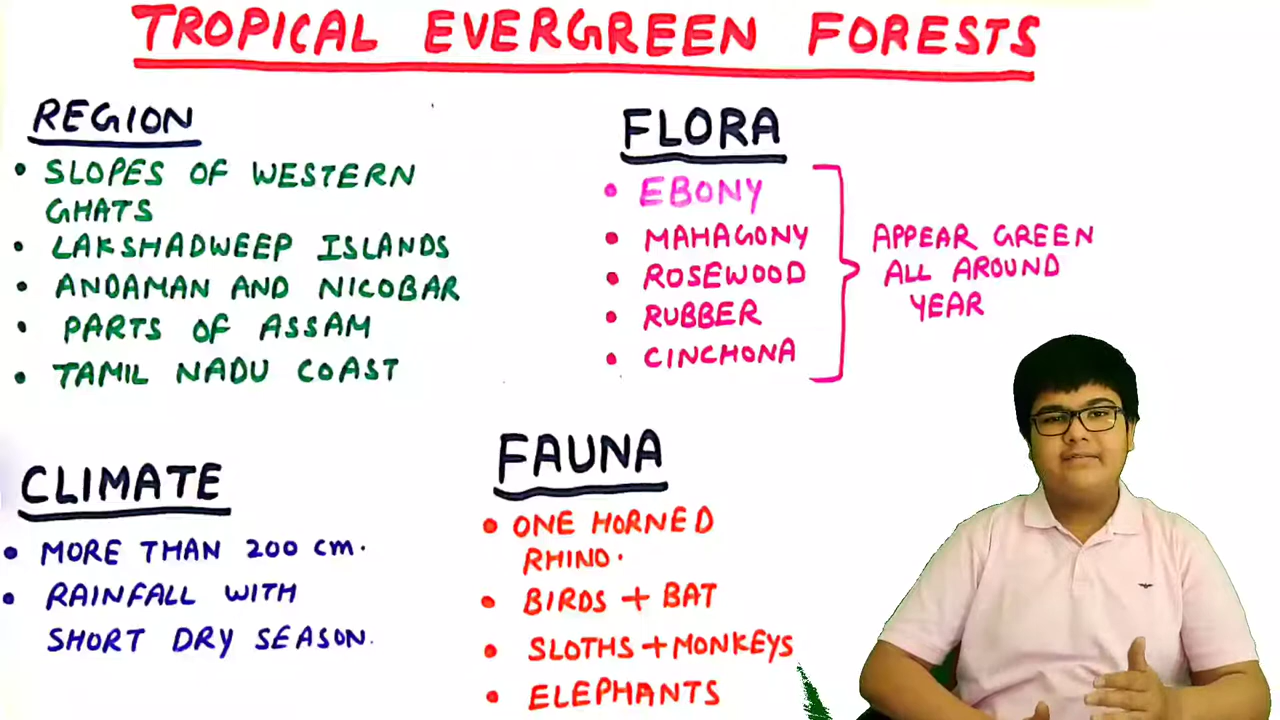 TROPICAL EVERGREEN FORESTS
REGION
• SLOPES OF WESTERN
GHATS
• LAKSHADWEEP ISLANDS
• ANDAMAN AND NICOBAR
• PARTS OF ASSAM
• TAMIL NADU COAST
FLORA
• EBONY
• MAHAGONY
• ROSEWOOD
• RUBBER
• CINCHONA
APPEAR GREEN
ALL AROUND
YEAR
CLIMATE
• MORE THAN 200 cm.
• RAINFALL WITH
SHORT DRY SEASON.
FAUNA
• ONE HORNED
RHINO.
• BIRDS + BAT
• SLOTHS + MONKEYS
• ELEPHANTS